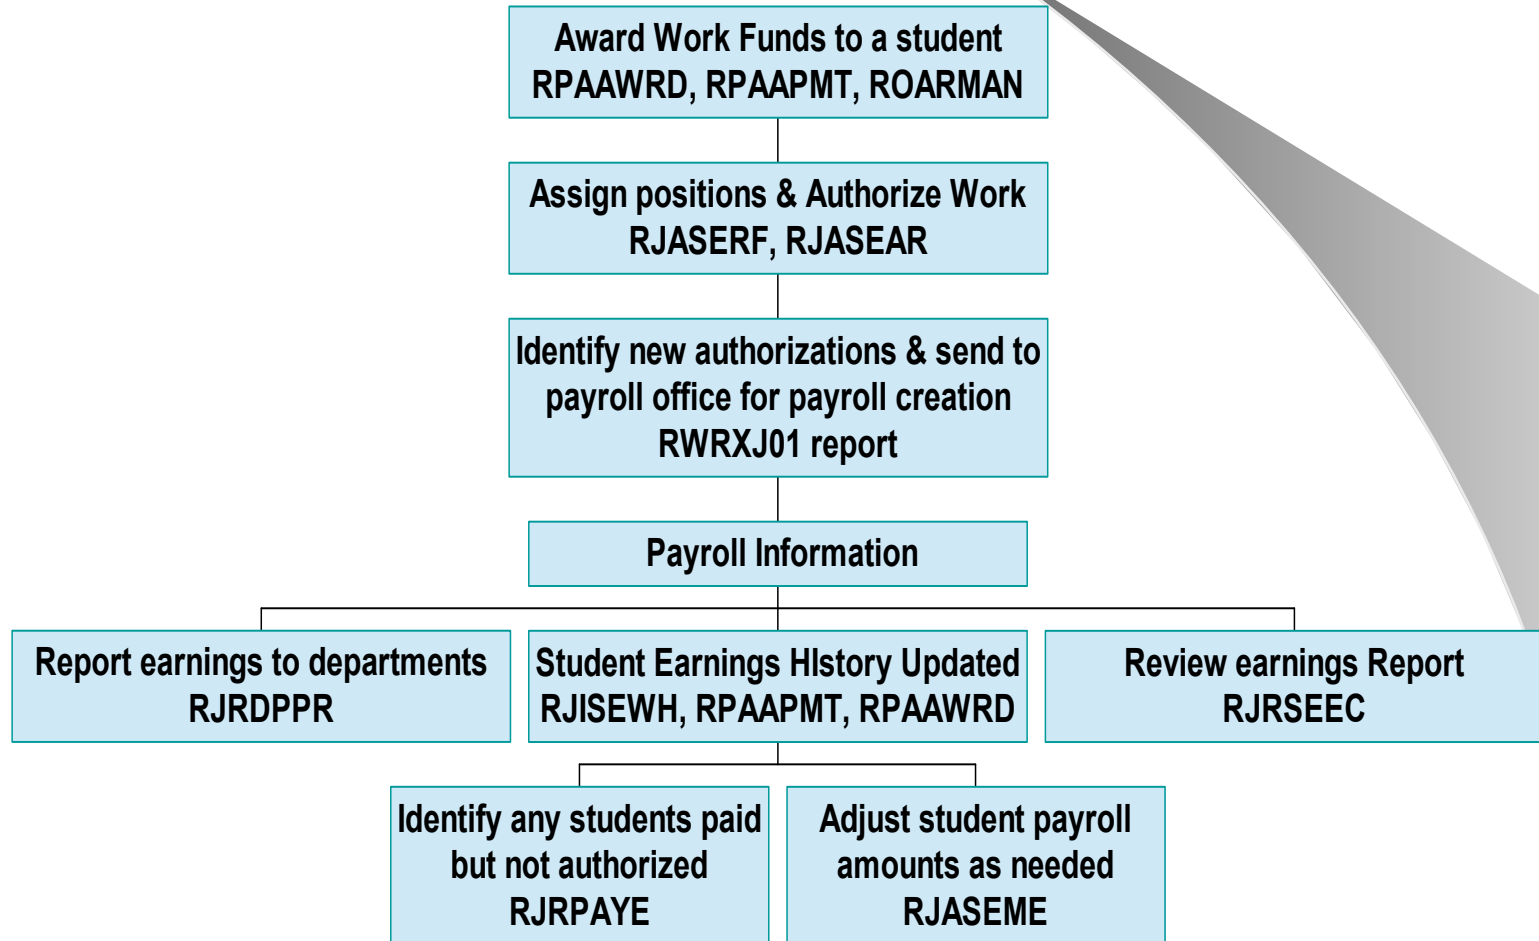 Award Work Funds to a student
RPAAWRD, RPAAPMT, ROARMAN
Assign positions & Authorize Work
RJASERF, RJASEAR
Identify new authorizations & send to
payroll office for payroll creation
RWRXJ01 report
Payroll Information
Report earnings to departments
RJRDPPR
Student Earnings HIstory Updated
RJISEWH, RPAAPMT, RPAAWRD
Review earnings Report
RJRSEEC
Identify any students paid
but not authorized
RJRPAYE
Adjust student payroll
amounts as needed
RJASEME